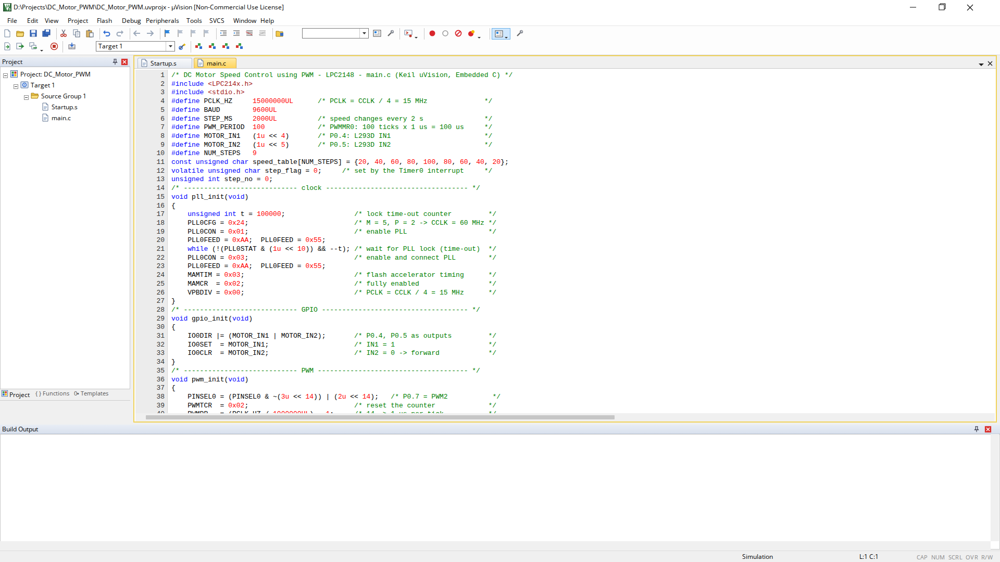 D:\Projects\DC_Motor_PWM\DC_Motor_PWM.uvprojx - µVision [Non-Commercial Use License]
File Edit View Project Flash Debug Peripherals Tools SVCS Window Help
Target 1
Project
Project: DC_Motor_PWM
Target 1
Source Group 1
Startup.s
main.c
Project { } Functions 0• Templates
Startup.s main.c
1 /* DC Motor Speed Control using PWM - LPC2148 - main.c (Keil uVision, Embedded C) */
2 #include <LPC214x.h>
3 #include <stdio.h>
4 #define PCLK_HZ     15000000UL      /* PCLK = CCLK / 4 = 15 MHz              */
5 #define BAUD        9600UL
6 #define STEP_MS     2000UL          /* speed changes every 2 s               */
7 #define PWM_PERIOD  100             /* PWMMR0: 100 ticks x 1 us = 100 us     */
8 #define MOTOR_IN1   (1u << 4)       /* P0.4: L293D IN1                       */
9 #define MOTOR_IN2   (1u << 5)       /* P0.5: L293D IN2                       */
10 #define NUM_STEPS   9
11 const unsigned char speed_table[NUM_STEPS] = {20, 40, 60, 80, 100, 80, 60, 40, 20};
12 volatile unsigned char step_flag = 0;     /* set by the Timer0 interrupt     */
13 unsigned int step_no = 0;
14 /* ---------------------------- clock ----------------------------------- */
15 void pll_init(void)
16 {
17     unsigned int t = 100000;                 /* lock time-out counter         */
18     PLL0CFG = 0x24;                          /* M = 5, P = 2 -> CCLK = 60 MHz */
19     PLL0CON = 0x01;                          /* enable PLL                    */
20     PLL0FEED = 0xAA;  PLL0FEED = 0x55;
21     while (!(PLL0STAT & (1u << 10)) && --t); /* wait for PLL lock (time-out)  */
22     PLL0CON = 0x03;                          /* enable and connect PLL        */
23     PLL0FEED = 0xAA;  PLL0FEED = 0x55;
24     MAMTIM = 0x03;                           /* flash accelerator timing      */
25     MAMCR  = 0x02;                           /* fully enabled                 */
26     VPBDIV = 0x00;                           /* PCLK = CCLK / 4 = 15 MHz      */
27 }
28 /* ---------------------------- GPIO ------------------------------------ */
29 void gpio_init(void)
30 {
31     IO0DIR |= (MOTOR_IN1 | MOTOR_IN2);       /* P0.4, P0.5 as outputs         */
32     IO0SET  = MOTOR_IN1;                     /* IN1 = 1                       */
33     IO0CLR  = MOTOR_IN2;                     /* IN2 = 0 -> forward            */
34 }
35 /* ---------------------------- PWM ------------------------------------- */
36 void pwm_init(void)
37 {
38     PINSEL0 = (PINSEL0 & ~(3u << 14)) | (2u << 14);   /* P0.7 = PWM2           */
39     PWMTCR  = 0x02;                          /* reset the counter             */
Build Output
Simulation L:1 C:1 CAP NUM SCRL OVR R/W